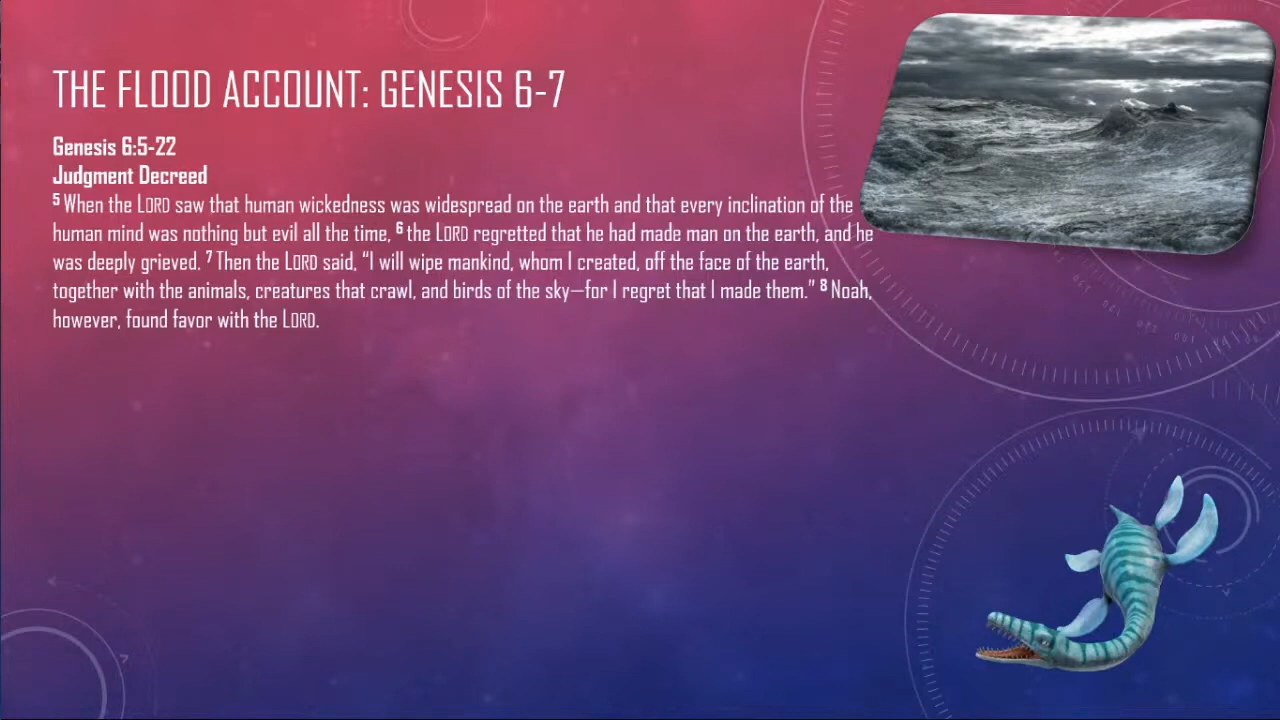 THE FLOOD ACCOUNT: GENESIS 6-7
Genesis 6:5-22
Judgment Decreed
5 When the LORD saw that human wickedness was widespread on the earth and that every inclination of the
human mind was nothing but evil all the time, 6 the LORD regretted that he had made man on the earth, and he
was deeply grieved. 7 Then the LORD said, “I will wipe mankind, whom I created, off the face of the earth,
together with the animals, creatures that crawl, and birds of the sky—for I regret that I made them.” 8 Noah,
however, found favor with the LORD.